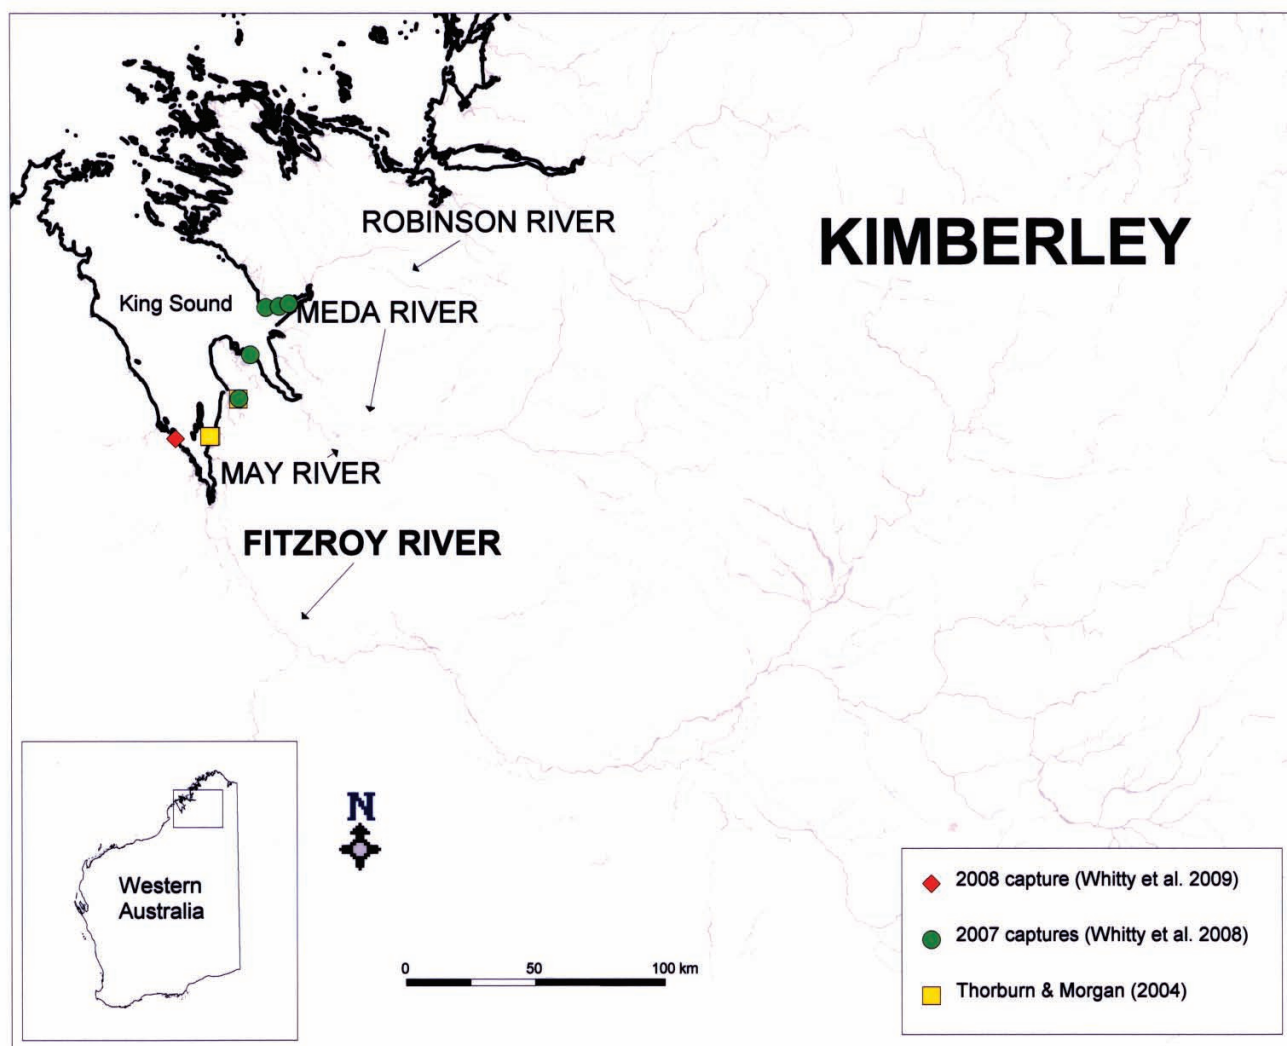 ROBINSON RIVER
KIMBERLEY
King Sound
MEDA RIVER
MAY RIVER
FITZROY RIVER
N
Western
Australia
0 50 100 km
2008 capture (Whitty et al. 2009)
2007 captures (Whitty et al. 2008)
Thorburn & Morgan (2004)